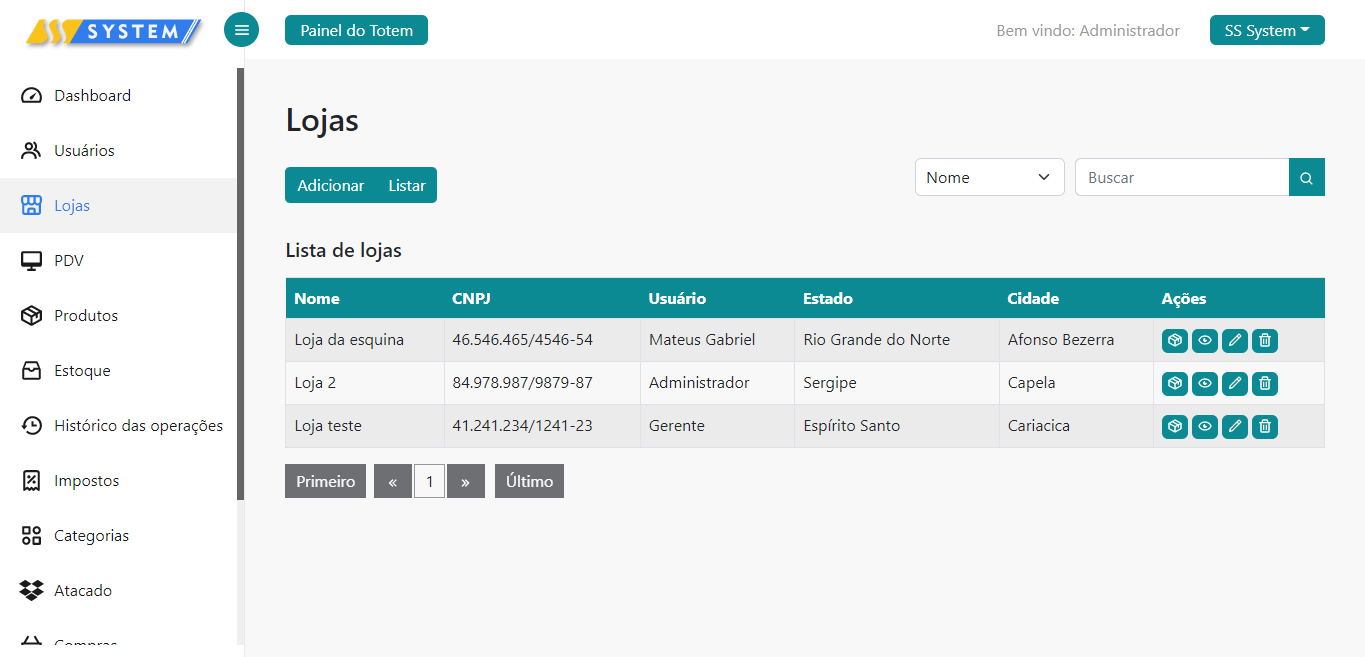 SS SYSTEM
Painel do Totem
Bem vindo: Administrador
SS System
Dashboard
Usuários
Lojas
PDV
Produtos
Estoque
Histórico das operações
Impostos
Categorias
Atacado
Compras
Lojas
Adicionar Listar
Nome
Buscar
Lista de lojas
Nome CNPJ Usuário Estado Cidade Ações
Loja da esquina 46.546.465/4546-54 Mateus Gabriel Rio Grande do Norte Afonso Bezerra
Loja 2 84.978.987/9879-87 Administrador Sergipe Capela
Loja teste 41.241.234/1241-23 Gerente Espírito Santo Cariacica
Primeiro « 1 » Último